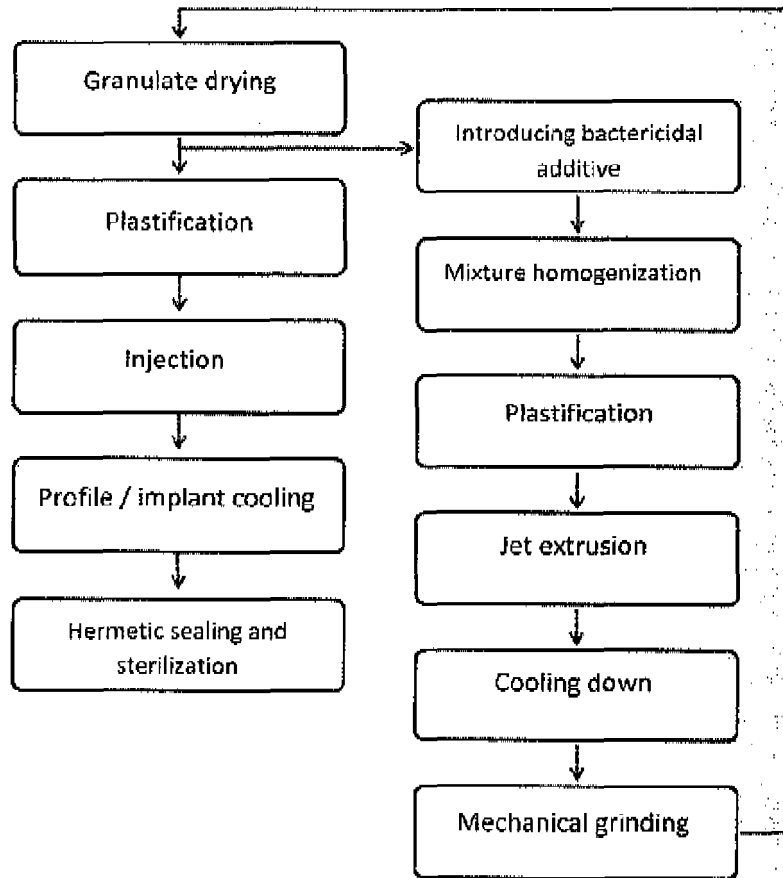 Granulate drying
Plastification
Injection
Profile / implant cooling
Hermetic sealing and
sterilization
Introducing bactericidal
additive
Mixture homogenization
Plastification
Jet extrusion
Cooling down
Mechanical grinding